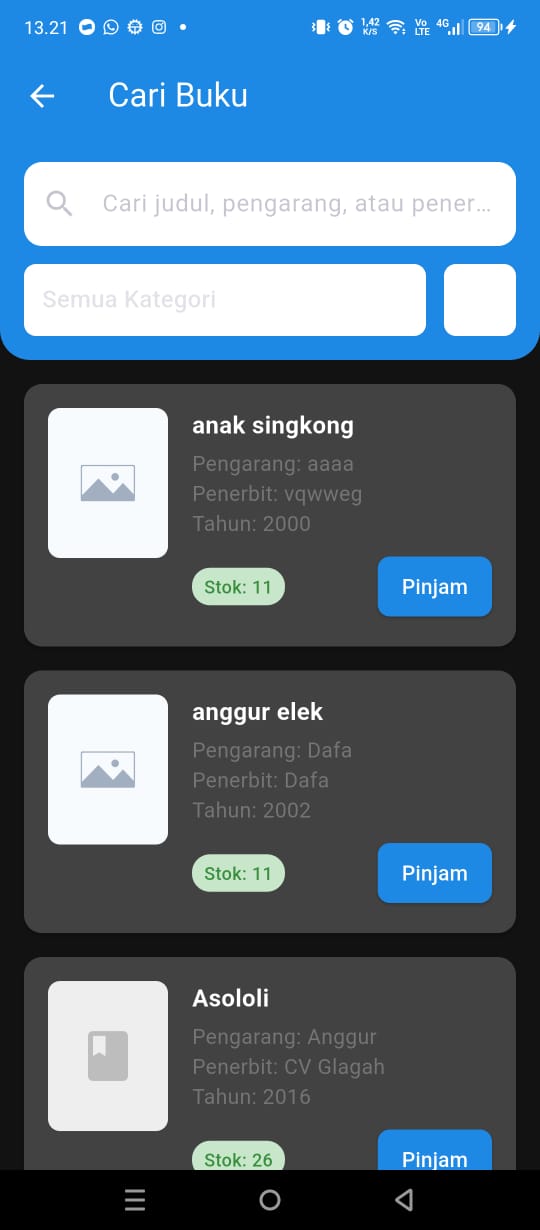 13.21
1,42
K/S
Vo
LTE
4G
94
Cari Buku
Cari judul, pengarang, atau pener...
Semua Kategori
anak singkong
Pengarang: aaaa
Penerbit: vqwweg
Tahun: 2000
Stok: 11
Pinjam
anggur elek
Pengarang: Dafa
Penerbit: Dafa
Tahun: 2002
Stok: 11
Pinjam
Asololi
Pengarang: Anggur
Penerbit: CV Glagah
Tahun: 2016
Stok: 26
Pinjam